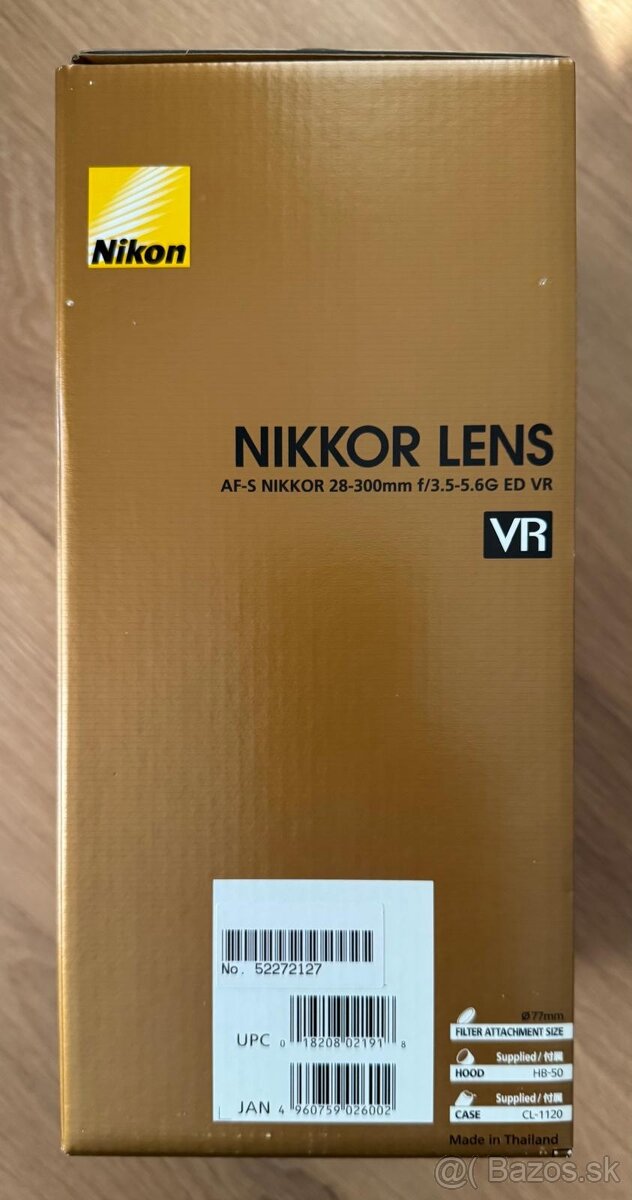 Nikon
NIKKOR LENS
AF-S NIKKOR 28-300mm f/3.5-5.6G ED VR
VR
No. 52272127
UPC 0 18208 02191 8
JAN 4 960759 026002
Ø77mm
FILTER ATTACHMENT SIZE
Supplied/付属
HOOD HB-50
Supplied/付属
CASE CL-1120
Made in Thailand
@( Bazos.sk